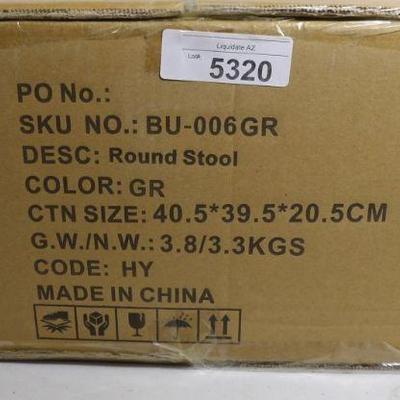 Liquidate AZ
Lot#:
5320
PO No.:
SKU NO.: BU-006GR
DESC: Round Stool
COLOR: GR
CTN SIZE: 40.5*39.5*20.5CM
G.W./N.W.: 3.8/3.3KGS
CODE: HY
MADE IN CHINA